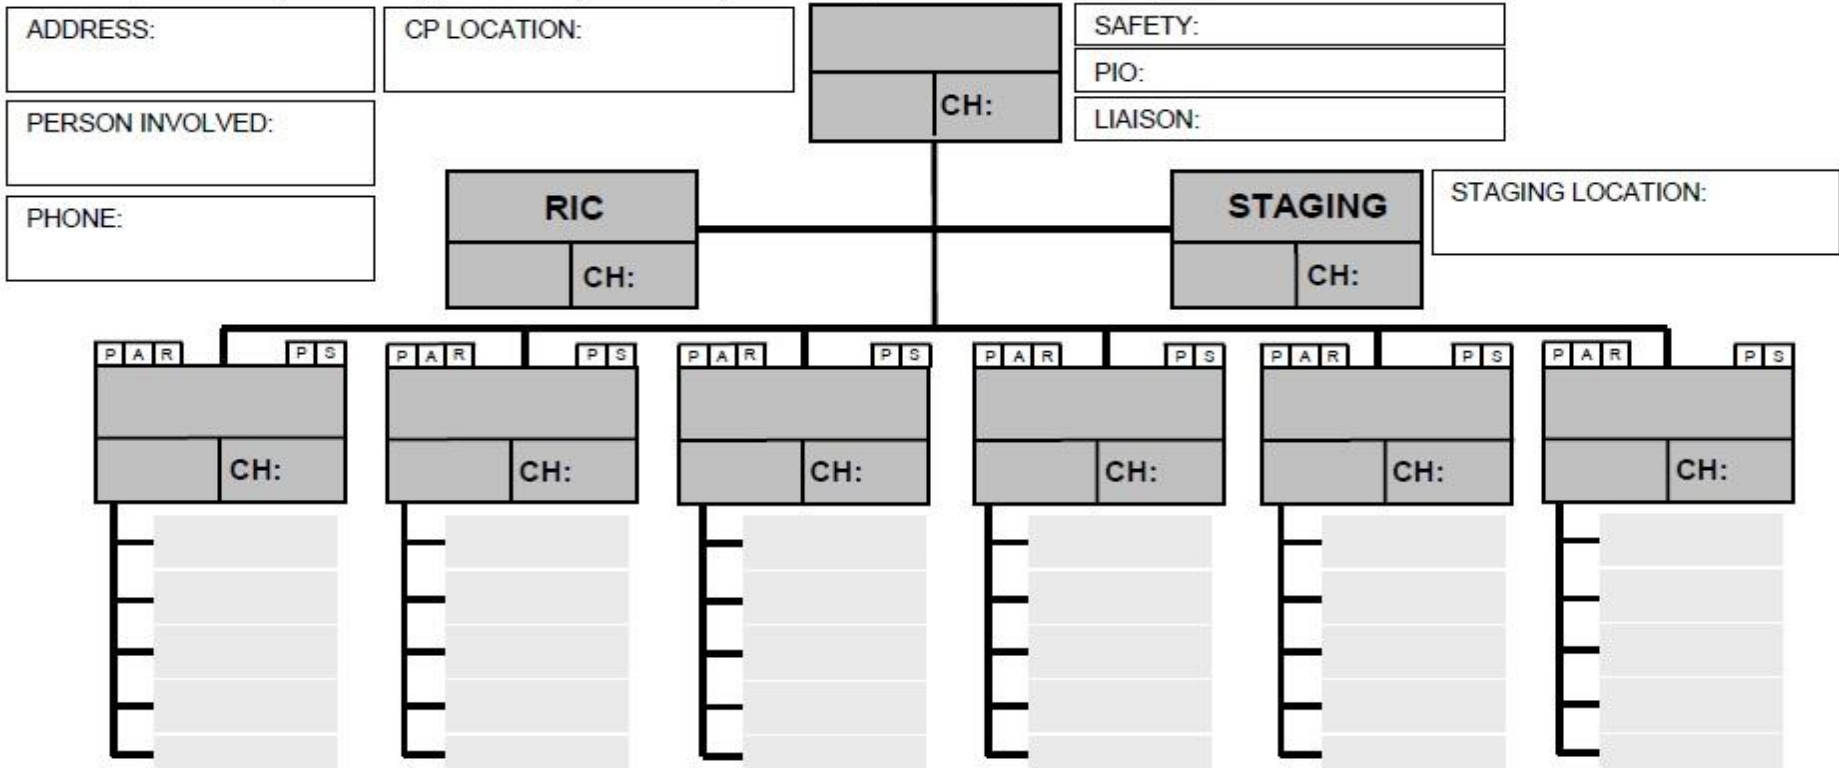 ADDRESS:
CP LOCATION:
SAFETY:
PIO:
CH:
LIAISON:
PERSON INVOLVED:
RIC
STAGING
STAGING LOCATION:
PHONE:
CH:
CH:
P A R P S
P A R P S
P A R P S
P A R P S
P A R P S
P A R P S
CH:
CH:
CH:
CH:
CH:
CH: